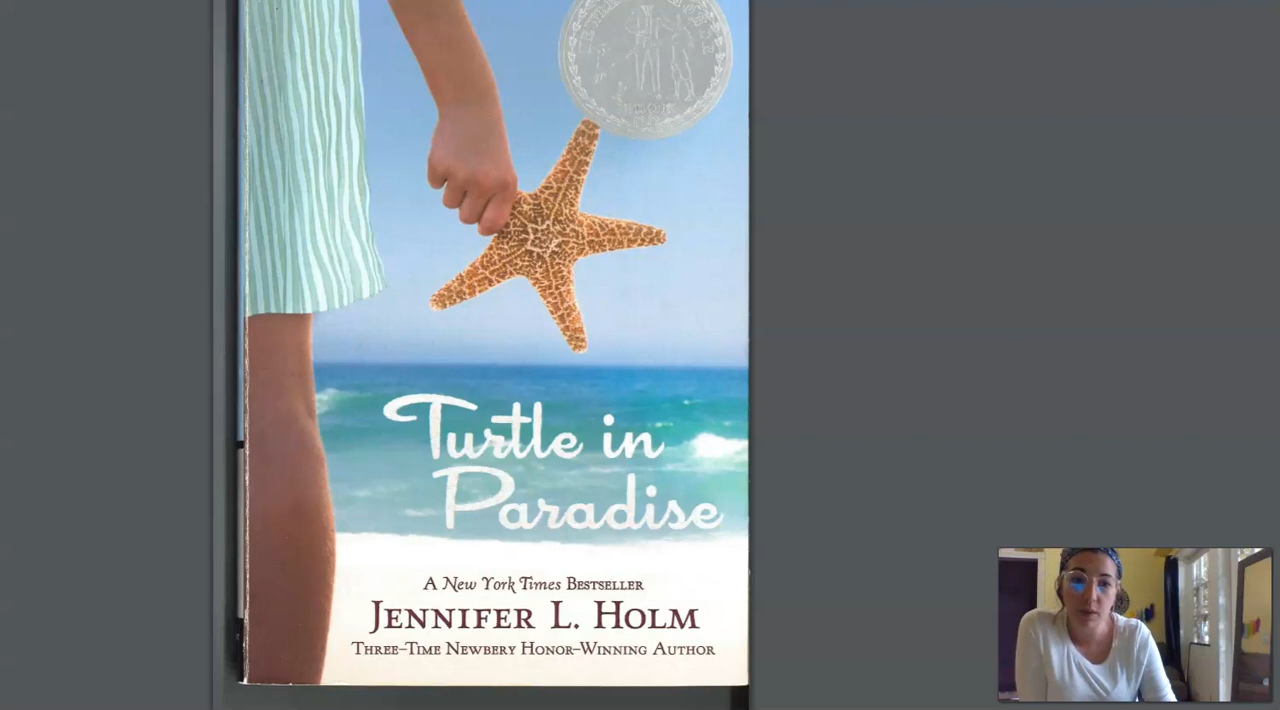 Turtle in
Paradise
A New York Times Bestseller
Jennifer L. Holm
Three-Time Newbery Honor-Winning Author